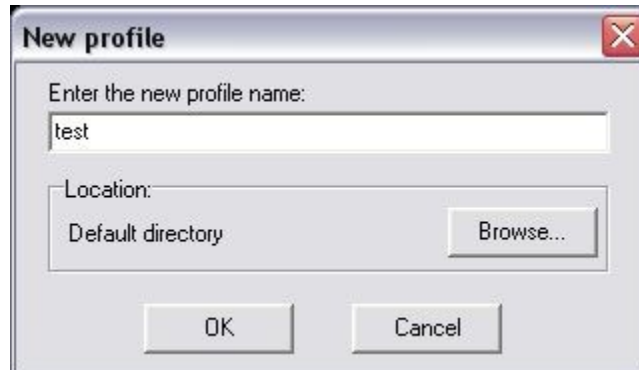 New profile
Enter the new profile name:
test
Location:
Default directory
Browse...
OK
Cancel